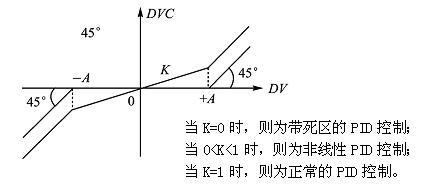 DVC
45°
K
−A
45°
45°
0
+A
DV
当 K=0 时，则为带死区的 PID 控制；
当 0<K<1 时，则为非线性 PID 控制；
当 K=1 时，则为正常的 PID 控制。